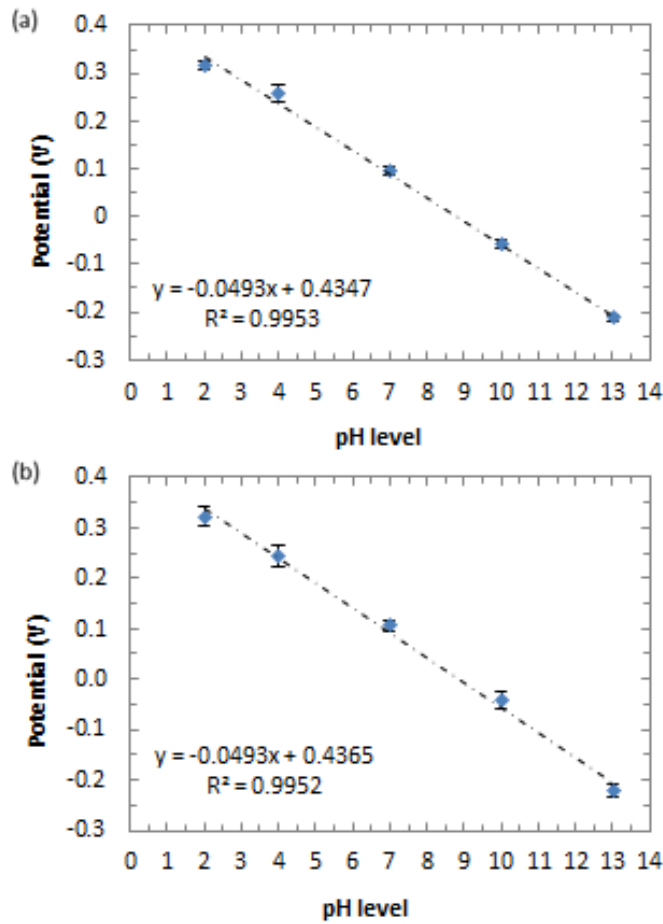 (a)
0.4
0.3
0.2
0.1
0
-0.1
-0.2
-0.3
Potential (V)
y = -0.0493x + 0.4347
R² = 0.9953
0 1 2 3 4 5 6 7 8 9 10 11 12 13 14
pH level
(b)
0.4
0.3
0.2
0.1
0.0
-0.1
-0.2
-0.3
Potential (V)
y = -0.0493x + 0.4365
R² = 0.9952
0 1 2 3 4 5 6 7 8 9 10 11 12 13 14
pH level